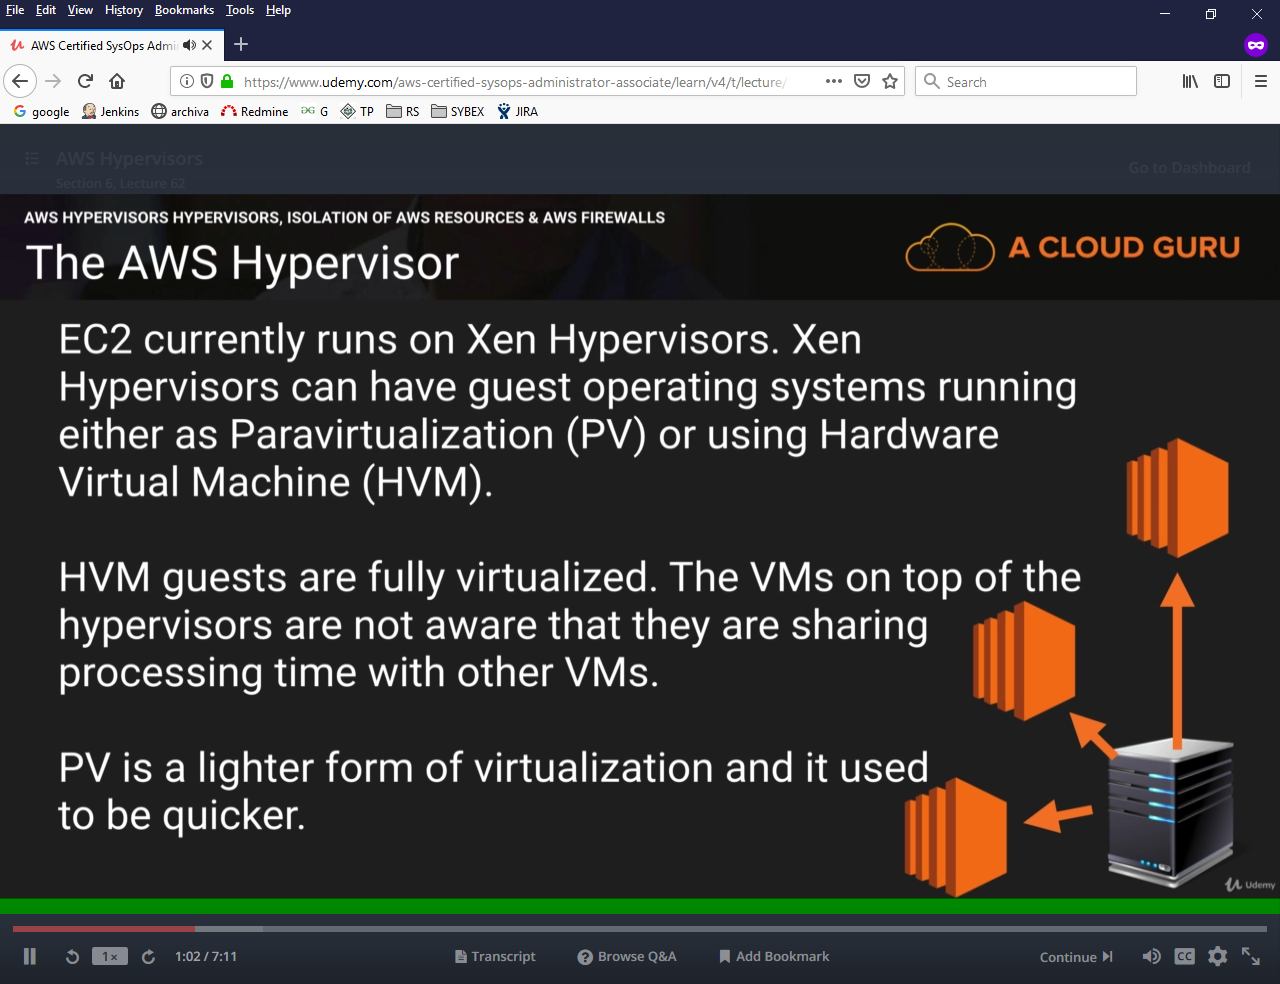 File Edit View History Bookmarks Tools Help
AWS Certified SysOps Admi
https://www.udemy.com/aws-certified-sysops-administrator-associate/learn/v4/t/lecture/
Search
google Jenkins archiva Redmine G TP RS SYBEX JIRA
AWS Hypervisors
Section 6, Lecture 62
Go to Dashboard
AWS HYPERVISORS HYPERVISORS, ISOLATION OF AWS RESOURCES & AWS FIREWALLS
The AWS Hypervisor
A CLOUD GURU
EC2 currently runs on Xen Hypervisors. Xen
Hypervisors can have guest operating systems running
either as Paravirtualization (PV) or using Hardware
Virtual Machine (HVM).
HVM guests are fully virtualized. The VMs on top of the
hypervisors are not aware that they are sharing
processing time with other VMs.
PV is a lighter form of virtualization and it used
to be quicker.
Udemy
1x
1:02 / 7:11
Transcript
Browse Q&A
Add Bookmark
Continue
CC